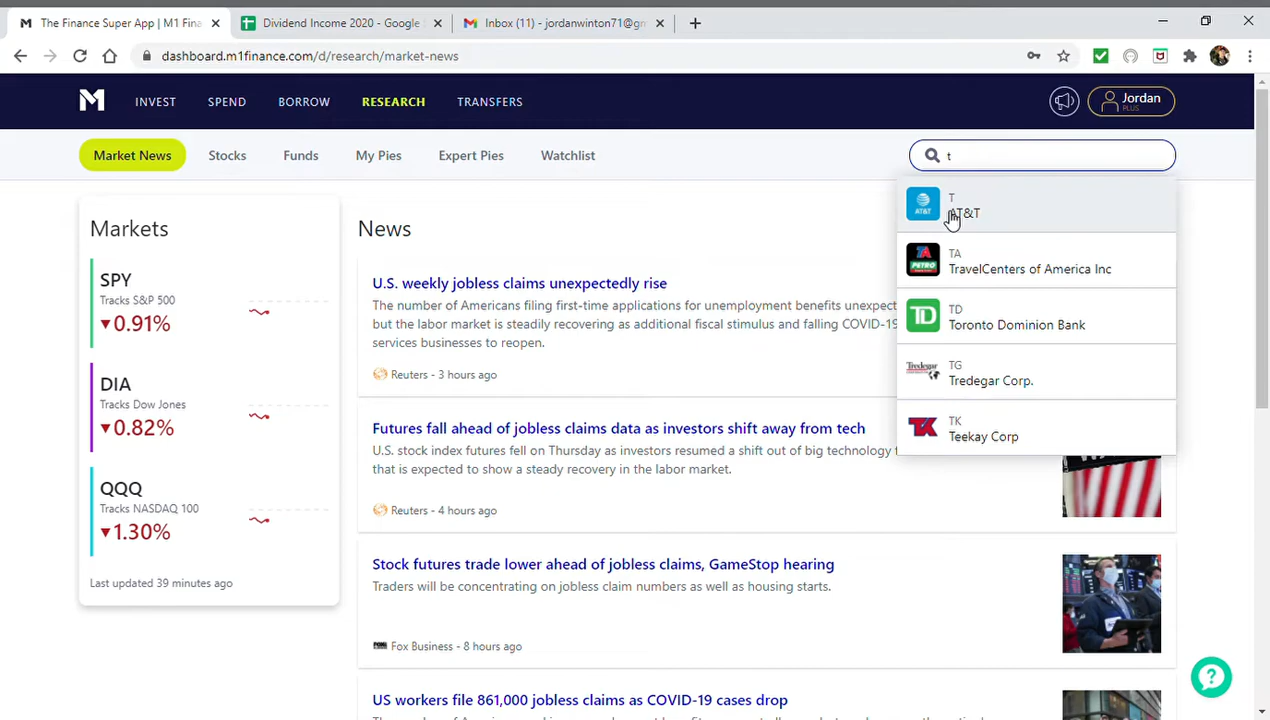 The Finance Super App | M1 Fina
Dividend Income 2020 - Google
Inbox (11) - jordanwinton71@gm
dashboard.m1finance.com/d/research/market-news
INVEST
SPEND
BORROW
RESEARCH
TRANSFERS
Jordan
PLUS
Market News
Stocks
Funds
My Pies
Expert Pies
Watchlist
t
T
AT&T
AT&T
TA
PETRO
TA
TravelCenters of America Inc
TD
TD
Toronto Dominion Bank
Tredegar
TG
Tredegar Corp.
TK
TK
Teekay Corp
Markets
SPY
Tracks S&P 500
▼0.91%
DIA
Tracks Dow Jones
▼0.82%
QQQ
Tracks NASDAQ 100
▼1.30%
Last updated 39 minutes ago
News
U.S. weekly jobless claims unexpectedly rise
The number of Americans filing first-time applications for unemployment benefits unexpect
but the labor market is steadily recovering as additional fiscal stimulus and falling COVID-19
services businesses to reopen.
Reuters - 3 hours ago
Futures fall ahead of jobless claims data as investors shift away from tech
U.S. stock index futures fell on Thursday as investors resumed a shift out of big technology
that is expected to show a steady recovery in the labor market.
Reuters - 4 hours ago
Stock futures trade lower ahead of jobless claims, GameStop hearing
Traders will be concentrating on jobless claim numbers as well as housing starts.
Fox Business - 8 hours ago
US workers file 861,000 jobless claims as COVID-19 cases drop